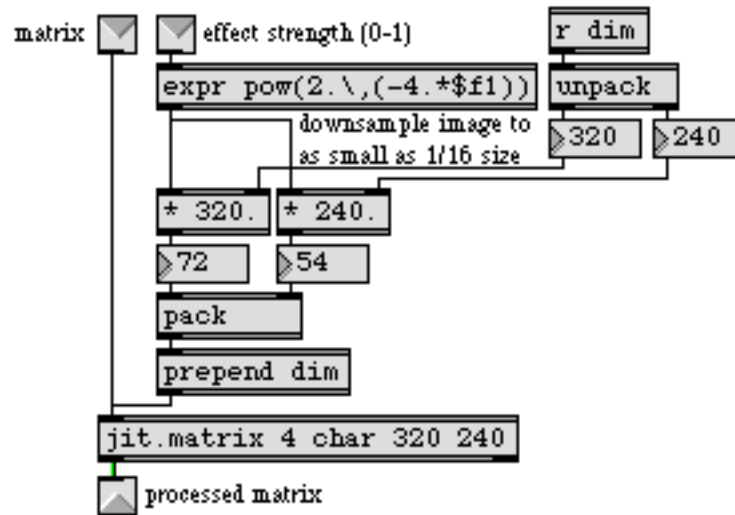 matrix
effect strength (0-1)
r dim
expr pow(2.\,(-4.*$f1))
unpack
downsample image to
as small as 1/16 size
320
240
* 320.
* 240.
72
54
pack
prepend dim
jit.matrix 4 char 320 240
processed matrix